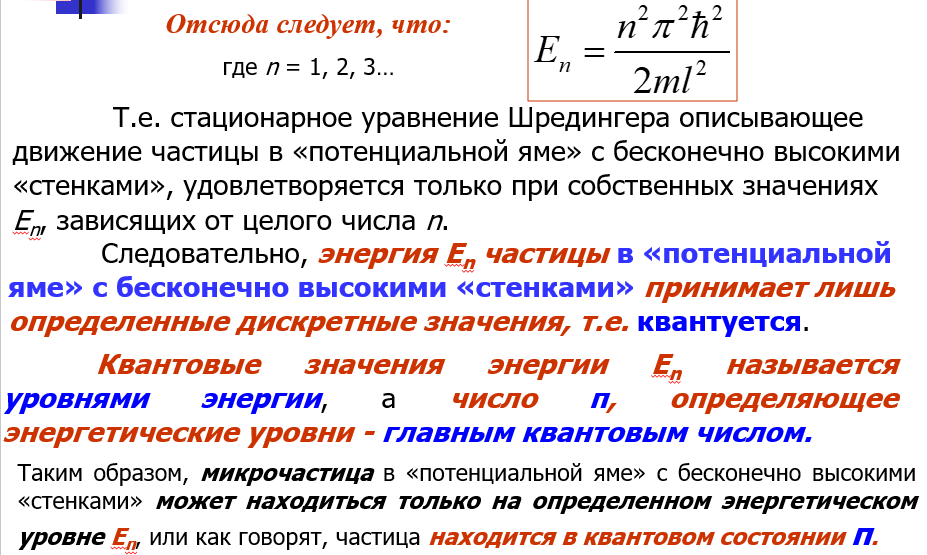 Отсюда следует, что:
где n = 1, 2, 3…
Eₙ = n²π²ħ² / 2ml²
Т.е. стационарное уравнение Шредингера описывающее
движение частицы в «потенциальной яме» с бесконечно высокими
«стенками», удовлетворяется только при собственных значениях
Eₙ, зависящих от целого числа n.
Следовательно, энергия Eₙ частицы в «потенциальной
яме» с бесконечно высокими «стенками» принимает лишь
определенные дискретные значения, т.е. квантуется.
Квантовые значения энергии Eₙ называется
уровнями энергии, а число п, определяющее
энергетические уровни - главным квантовым числом.
Таким образом, микрочастица в «потенциальной яме» с бесконечно высокими
«стенками» может находиться только на определенном энергетическом
уровне Eₙ, или как говорят, частица находится в квантовом состоянии П.